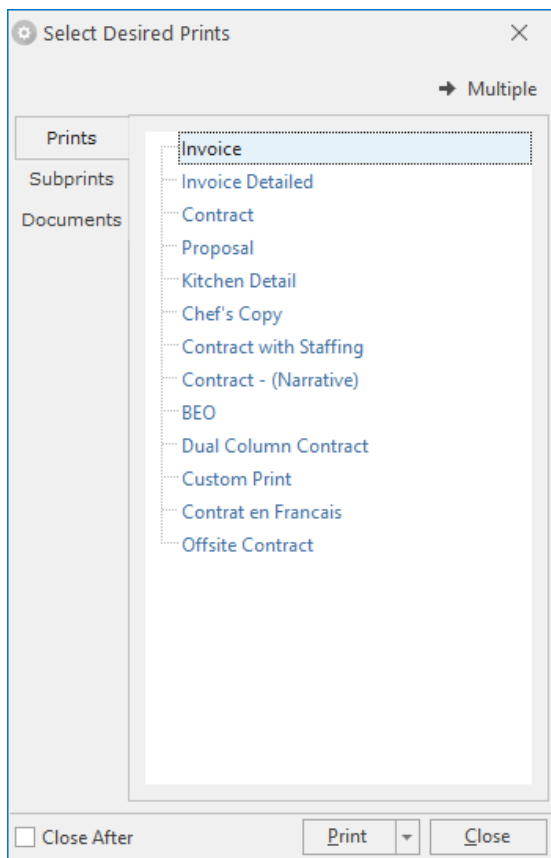 Select Desired Prints
Multiple
Prints
Subprints
Documents
Invoice
Invoice Detailed
Contract
Proposal
Kitchen Detail
Chef's Copy
Contract with Staffing
Contract - (Narrative)
BEO
Dual Column Contract
Custom Print
Contrat en Francais
Offsite Contract
Close After
Print
Close